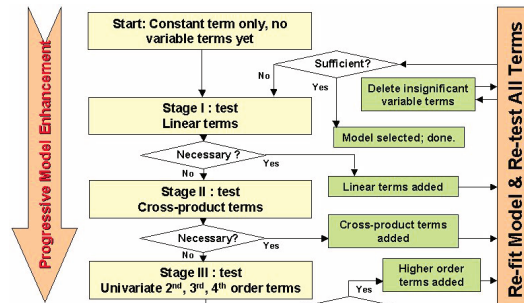 Start: Constant term only, no
variable terms yet
Sufficient?
No
Yes
Delete insignificant
variable terms
Stage I : test
Linear terms
Model selected; done.
Necessary ?
Yes
No
Linear terms added
Stage II : test
Cross-product terms
Cross-product terms
added
Necessary?
Yes
No
Stage III : test
Univariate 2nd, 3rd, 4th order terms
Higher order
terms added
Yes
Progressive Model Enhancement
Re-fit Model & Re-test All Terms